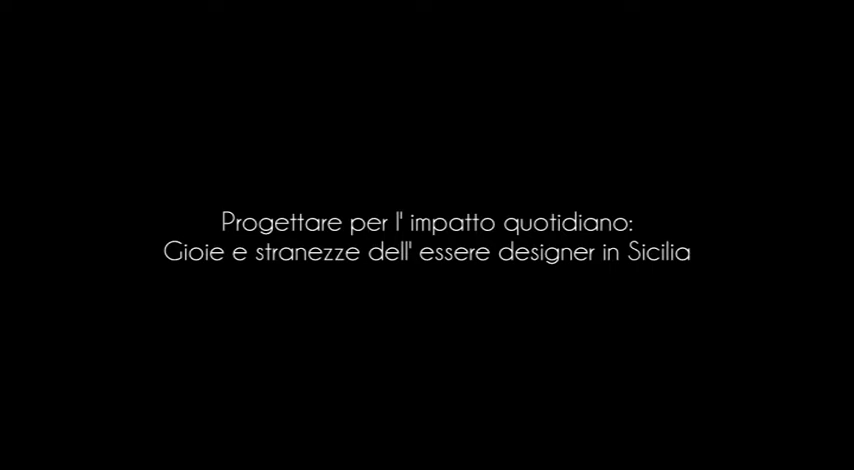 Progettare per l' impatto quotidiano:
Gioie e stranezze dell' essere designer in Sicilia